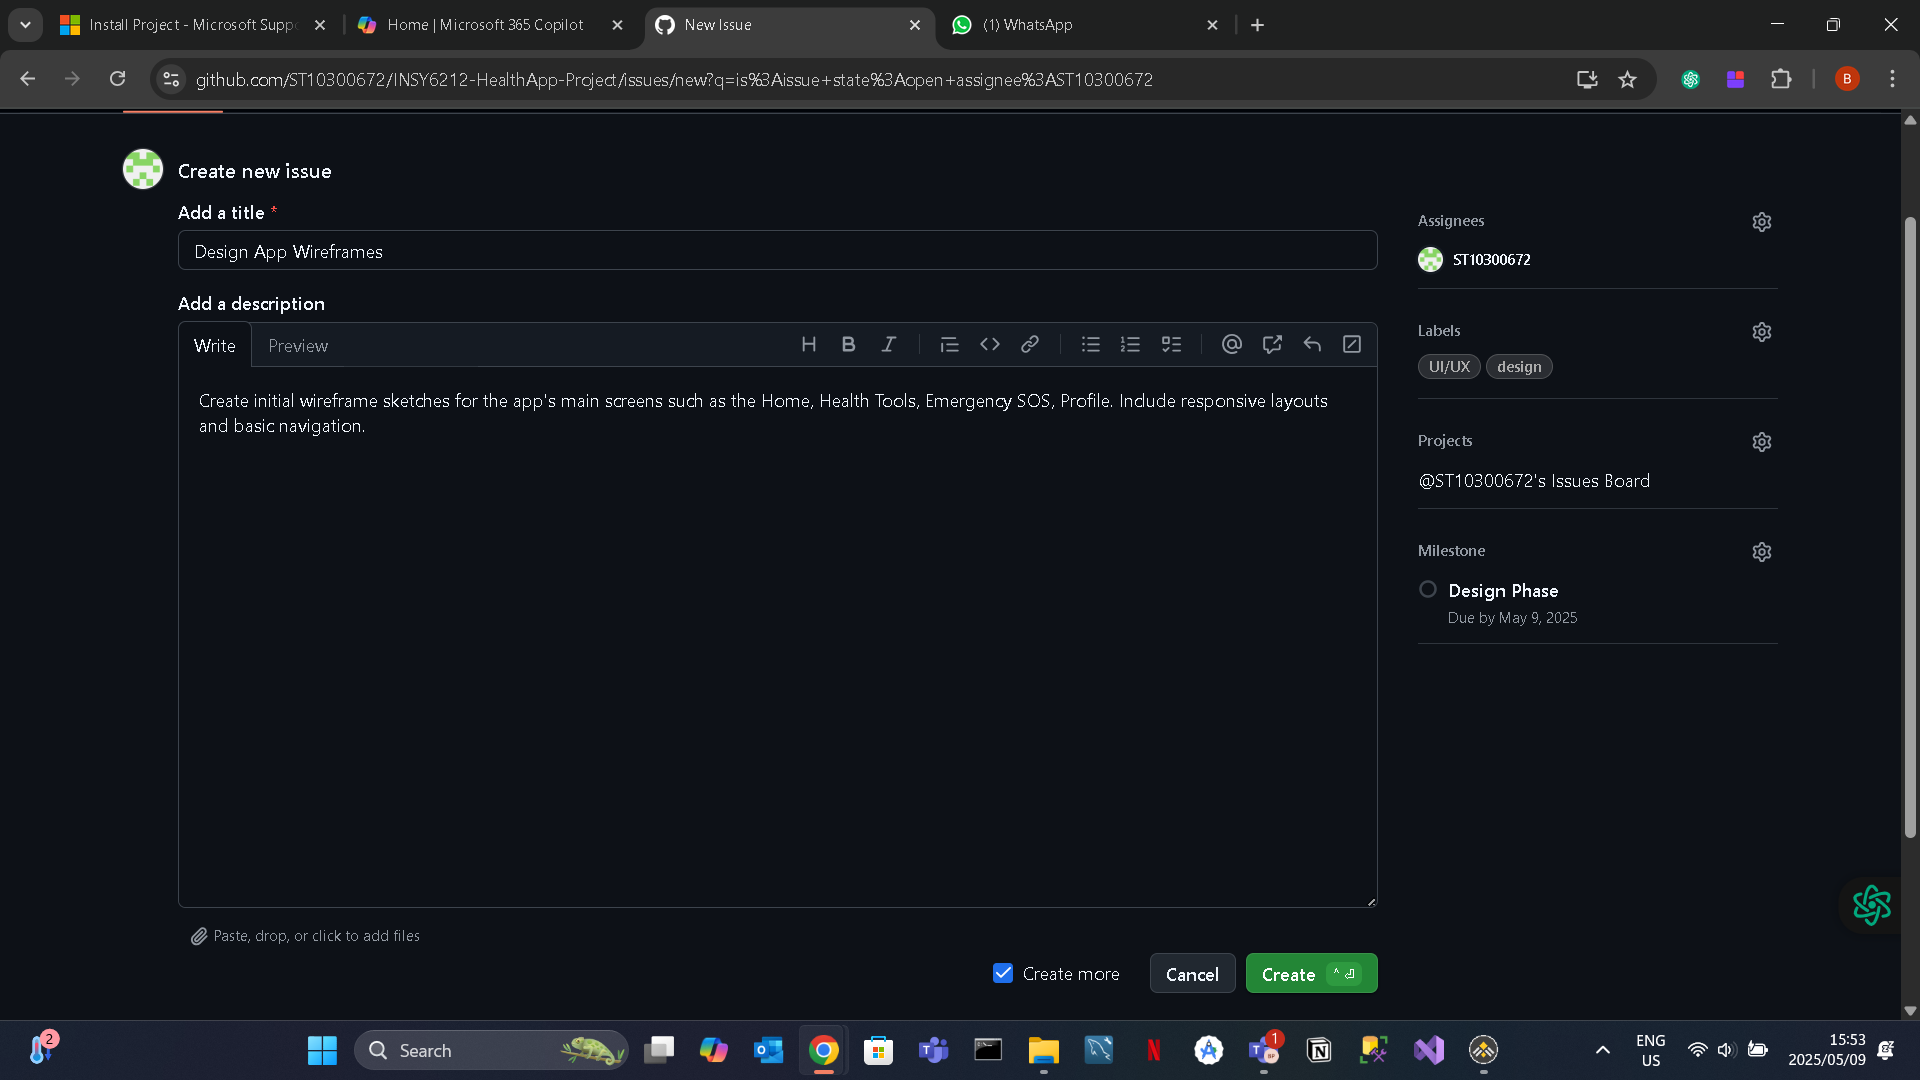 Install Project - Microsoft Suppo
Home | Microsoft 365 Copilot
New Issue
(1) WhatsApp
github.com/ST10300672/INSY6212-HealthApp-Project/issues/new?q=is%3Aissue+state%3Aopen+assignee%3AST10300672
B
Create new issue
Add a title *
Design App Wireframes
Add a description
Write
Preview
H B I
Create initial wireframe sketches for the app's main screens such as the Home, Health Tools, Emergency SOS, Profile. Include responsive layouts
and basic navigation.
Paste, drop, or click to add files
Create more
Cancel
Create
Assignees
ST10300672
Labels
UI/UX
design
Projects
@ST10300672's Issues Board
Milestone
Design Phase
Due by May 9, 2025
2
Search
1
ENG
US
15:53
2025/05/09